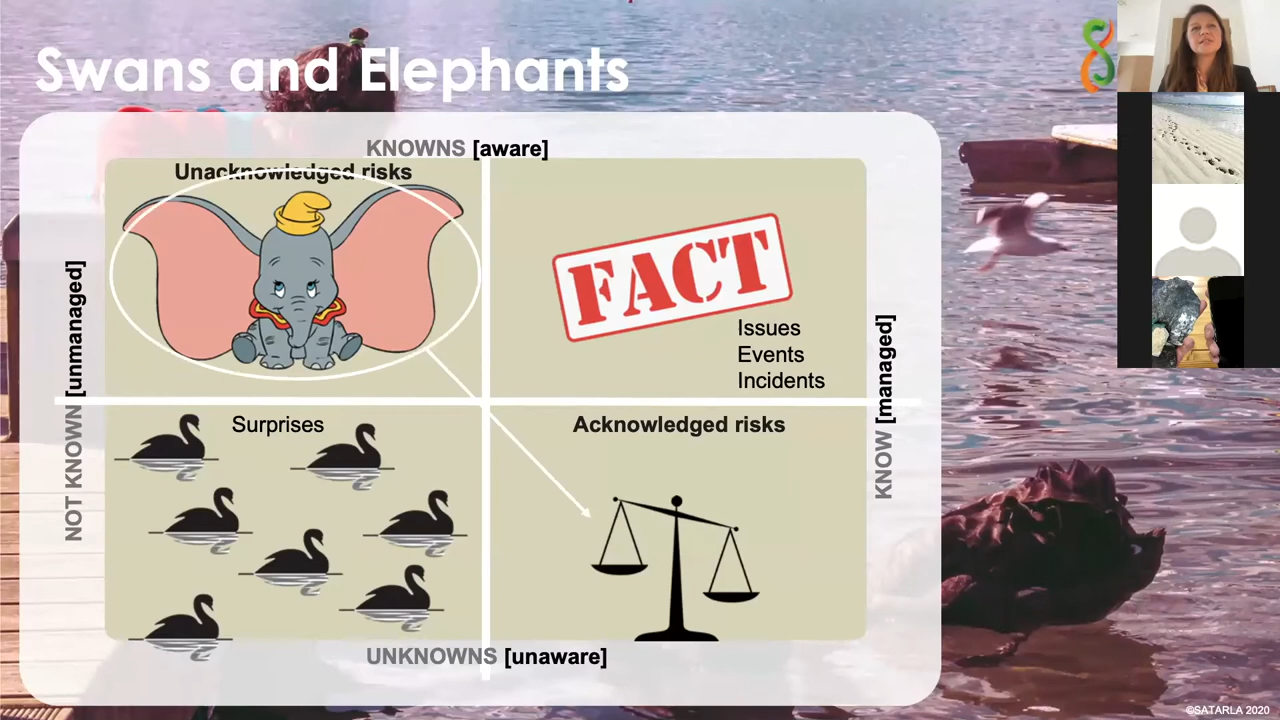 Swans and Elephants
KNOWNS [aware]
Unacknowledged risks
FACT
Issues
Events
Incidents
NOT KNOWN [unmanaged]
KNOW [managed]
Surprises
Acknowledged risks
UNKNOWNS [unaware]
©SATARLA 2020